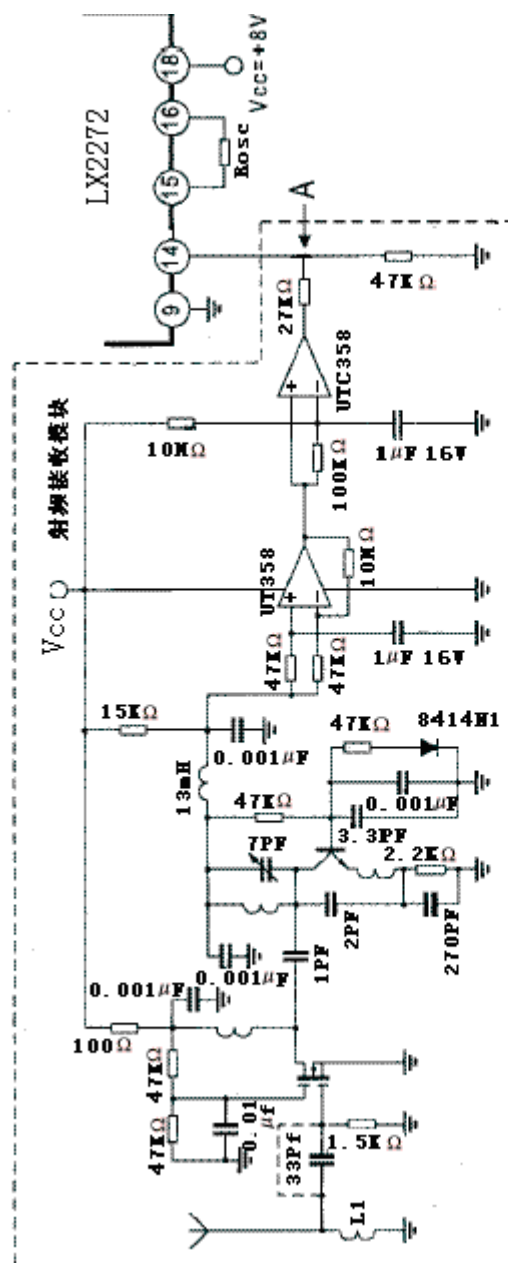 LX2272
18
16
15
14
9
Vcc=+8V
Rosc
A
47KΩ
27KΩ
UTC358
10MΩ
射频接收模块
100KΩ
1μF 16V
Vcc
UT358
10MΩ
47KΩ
47KΩ
1μF 16V
15KΩ
0.001μF
13mH
47KΩ
8414N1
47KΩ
0.001μF
3.3PF
7PF
2.2KΩ
2PF
270PF
0.001μF
1PF
0.001μF
100Ω
47KΩ
47KΩ
0.01μf
33Pf
1.5KΩ
L1